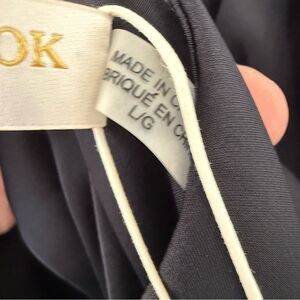 OK
MADE IN C
BRIQUÉ EN CH
L/G